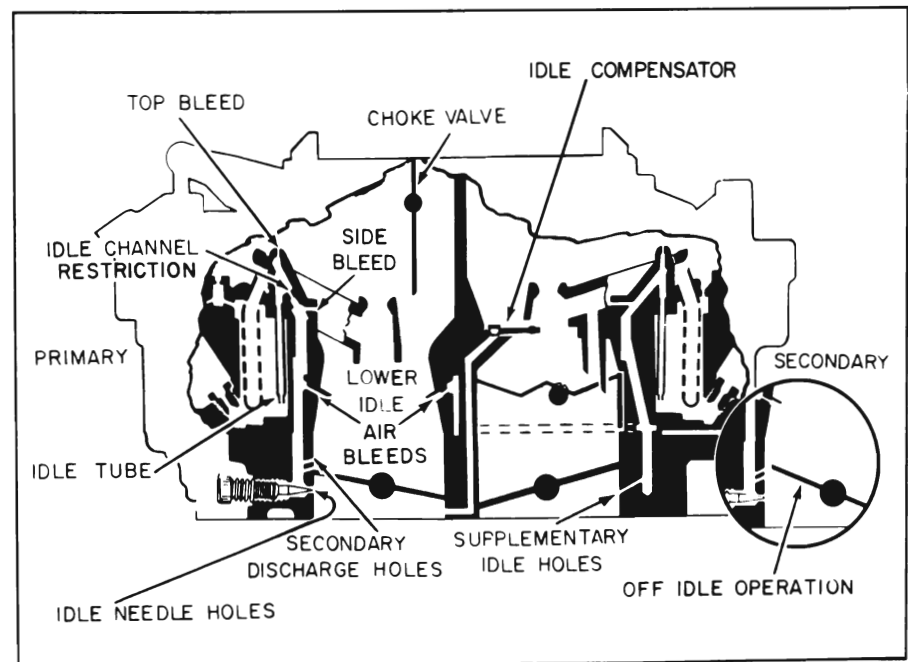 IDLE COMPENSATOR
TOP BLEED
CHOKE VALVE
IDLE CHANNEL
RESTRICTION
SIDE
BLEED
PRIMARY
SECONDARY
LOWER
IDLE
AIR
BLEEDS
IDLE TUBE
SECONDARY
DISCHARGE HOLES
SUPPLEMENTARY
IDLE HOLES
OFF IDLE OPERATION
IDLE NEEDLE HOLES